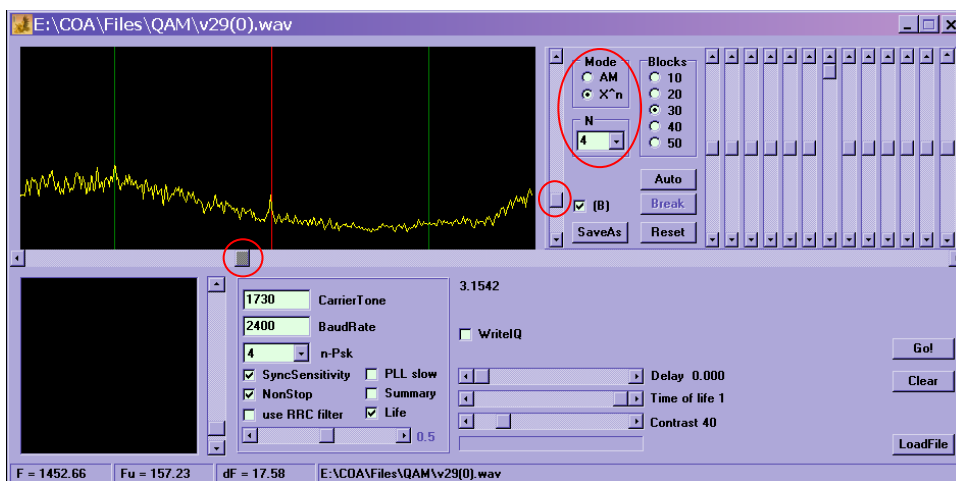 E:\COA\Files\QAM\v29(0).wav
Mode
AM
X^n
N
4
(B)
SaveAs
Blocks
10
20
30
40
50
Auto
Break
Reset
1730 CarrierTone
2400 BaudRate
4 n-Psk
SyncSensitivity PLL slow
NonStop Summary
use RRC filter Life
0.5
3.1542
WriteIQ
Delay 0.000
Time of life 1
Contrast 40
Go!
Clear
LoadFile
F = 1452.66 Fu = 157.23 dF = 17.58 E:\COA\Files\QAM\v29(0).wav